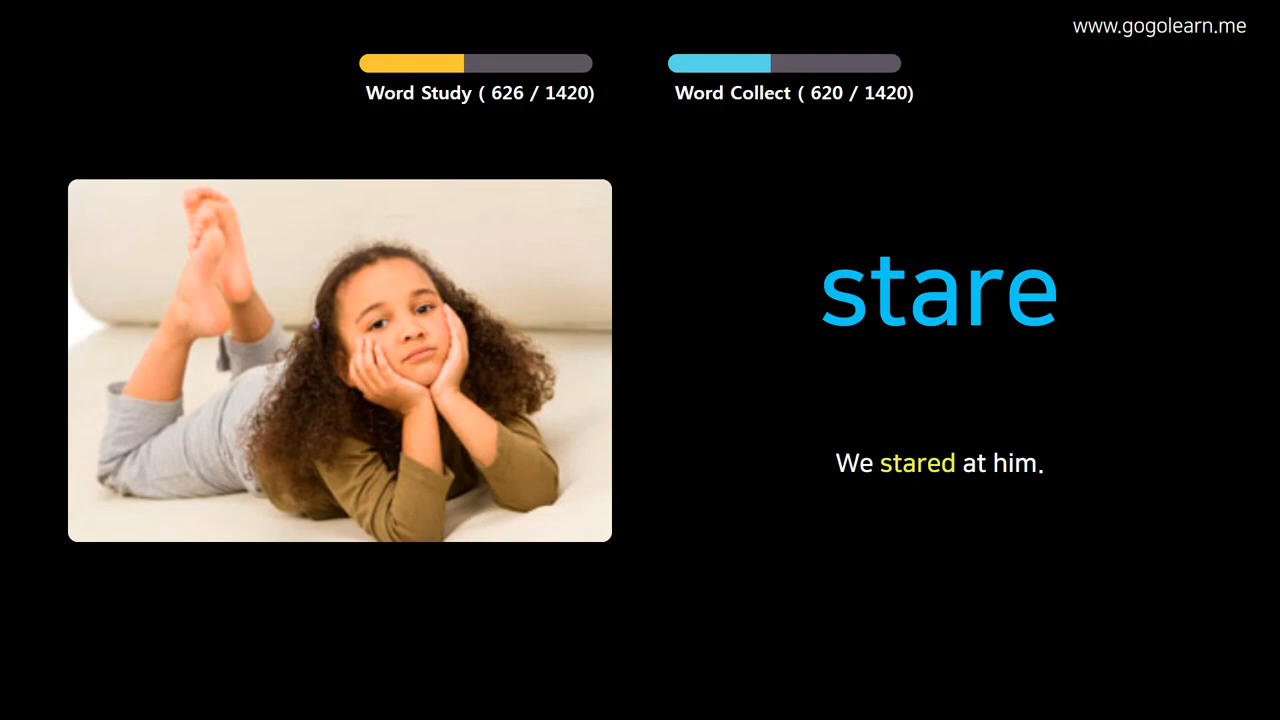 www.gogolearn.me
Word Study ( 626 / 1420)
Word Collect ( 620 / 1420)
stare
We stared at him.